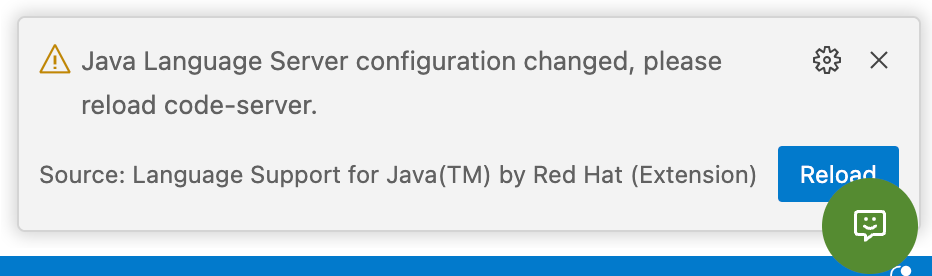 Java Language Server configuration changed, please
reload code-server.
Source: Language Support for Java(TM) by Red Hat (Extension)
Reload